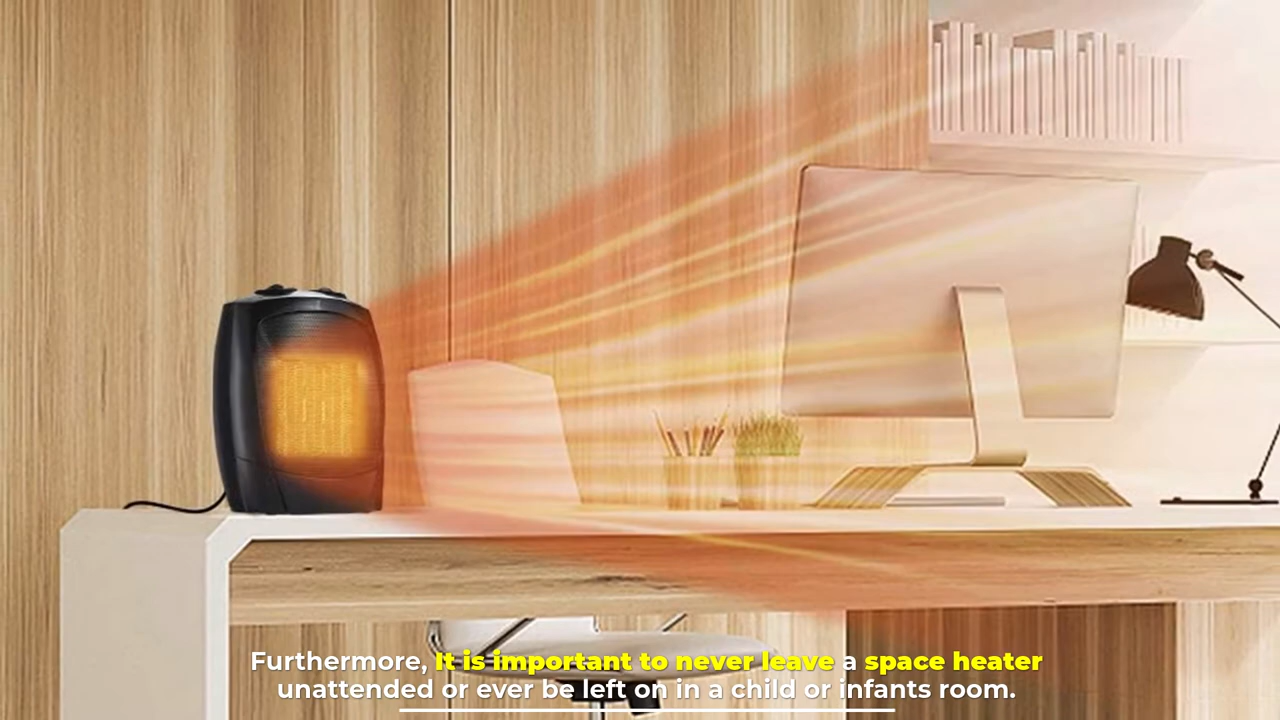 Furthermore, It is important to never leave a space heater
unattended or ever be left on in a child or infants room.